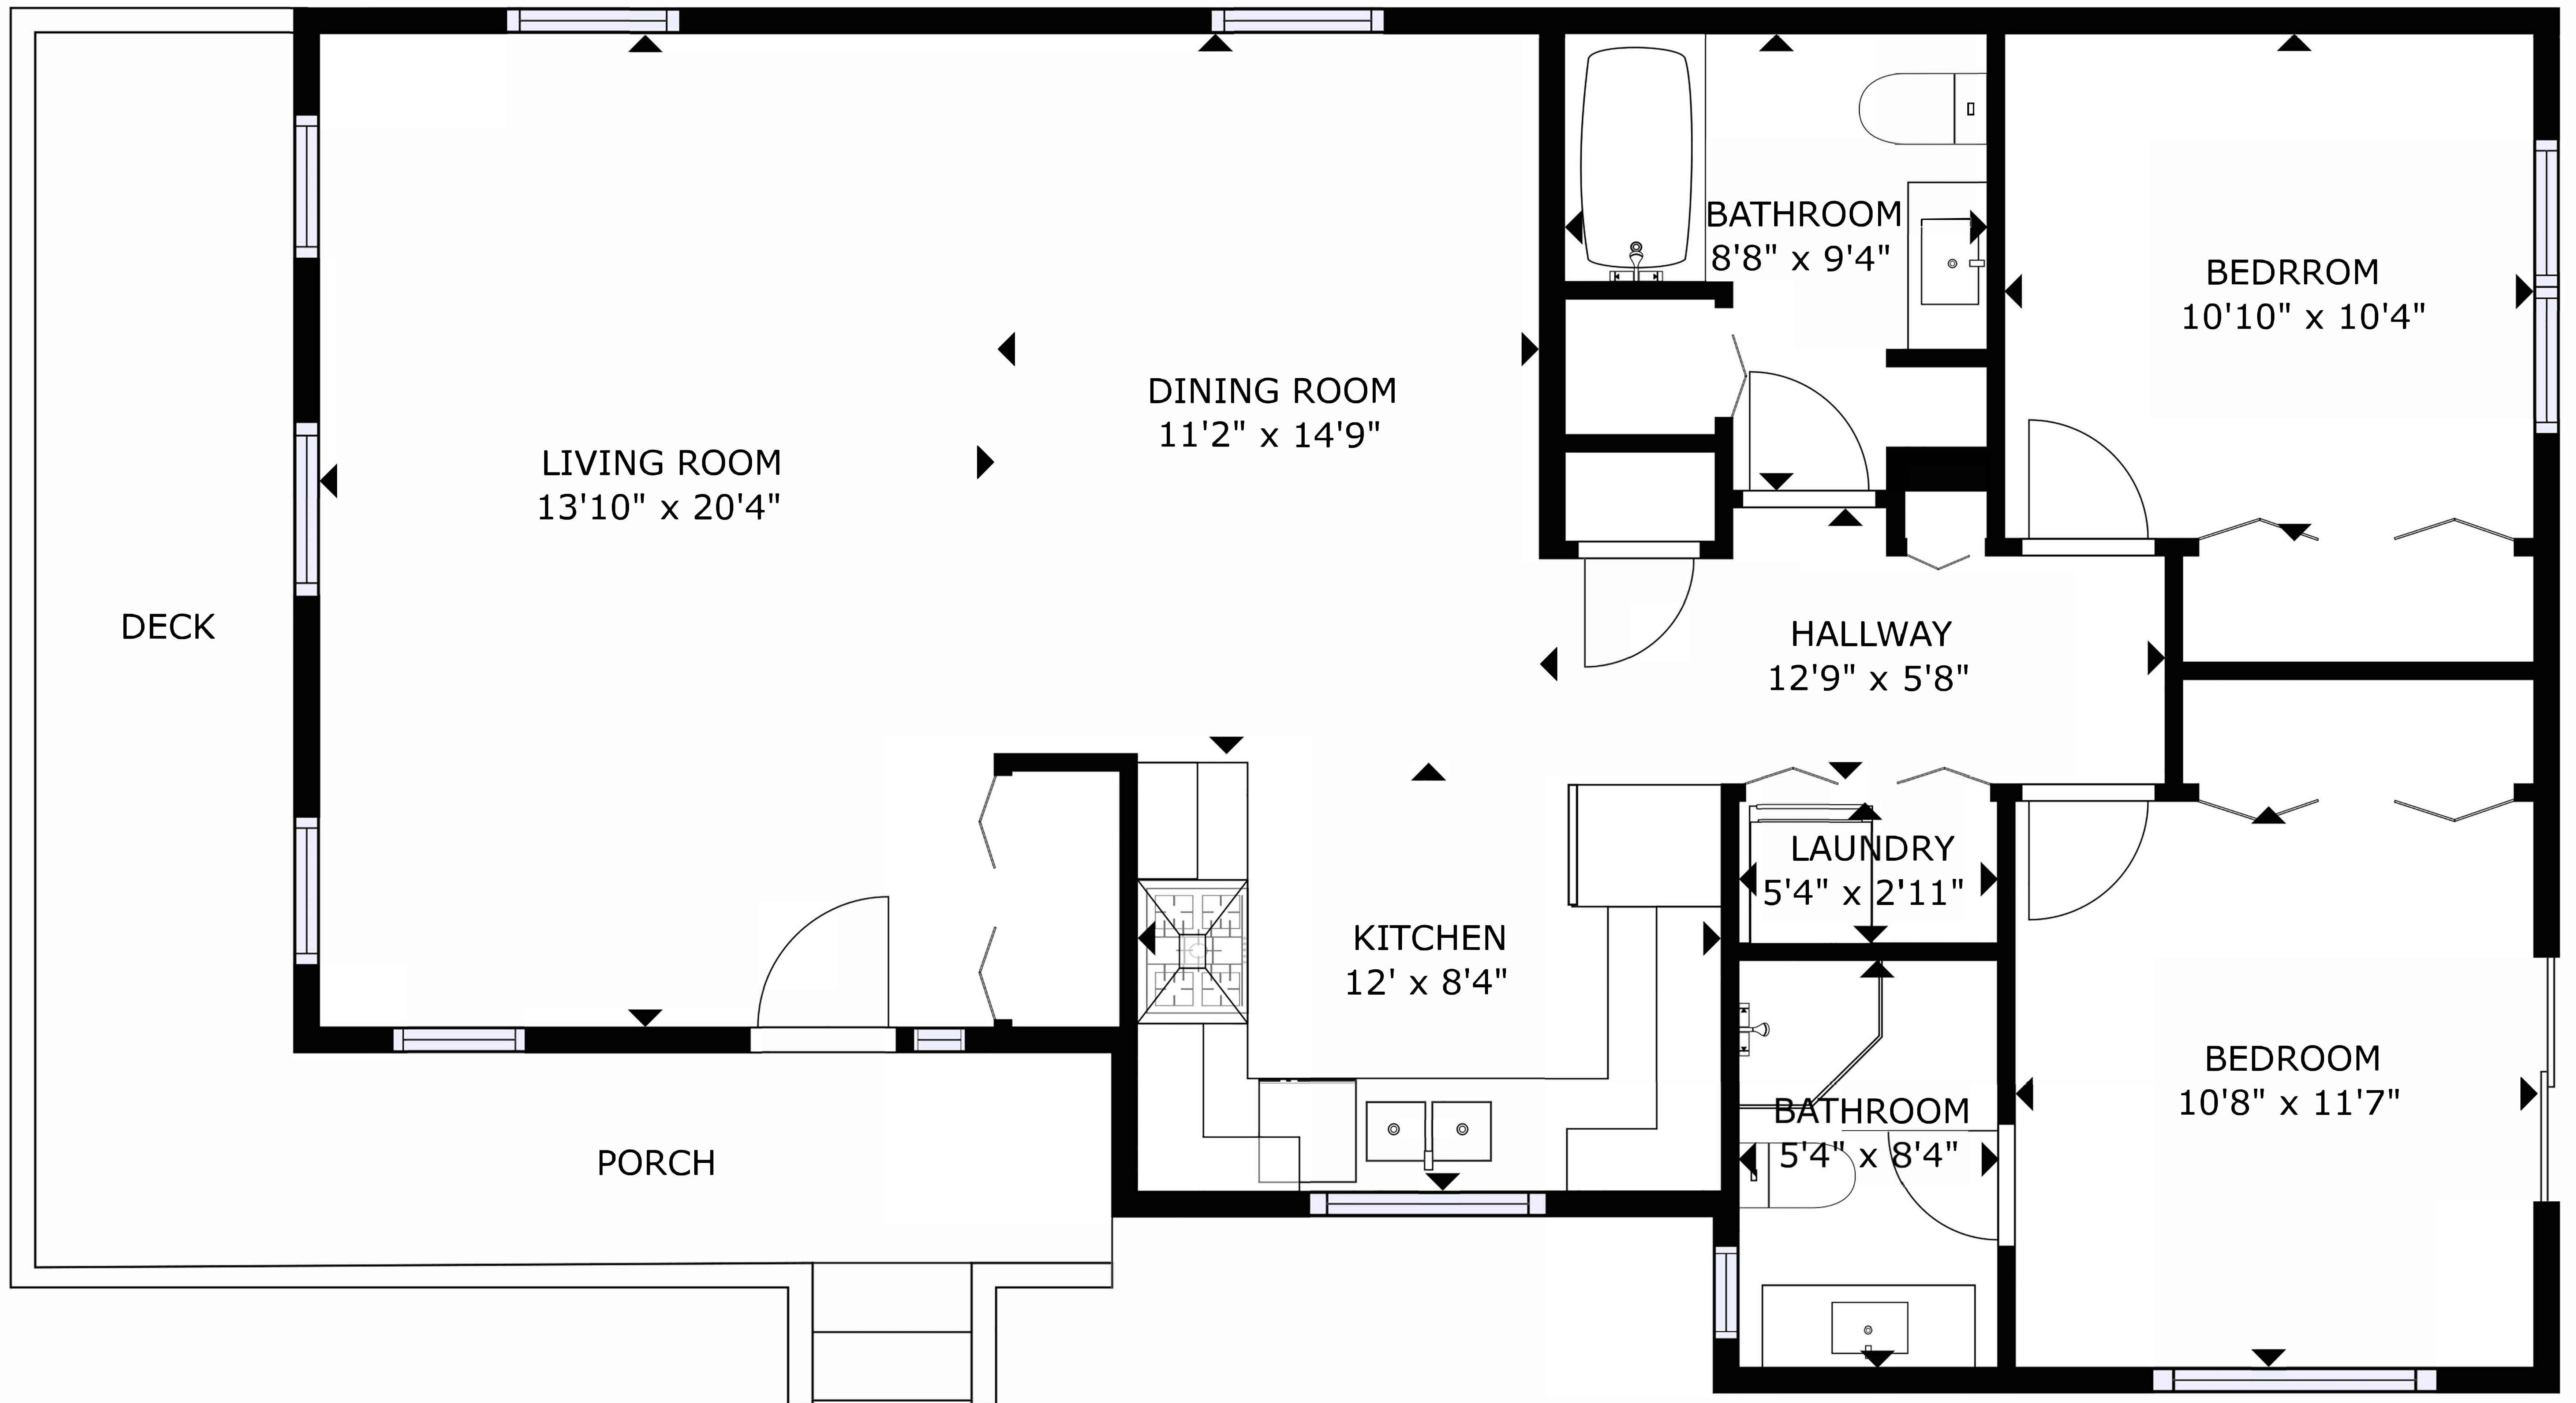 BATHROOM
8'8" x 9'4"
BEDRROM
10'10" x 10'4"
DINING ROOM
11'2" x 14'9"
LIVING ROOM
13'10" x 20'4"
DECK
HALLWAY
12'9" x 5'8"
LAUNDRY
5'4" x 2'11"
KITCHEN
12' x 8'4"
BEDROOM
10'8" x 11'7"
BATHROOM
5'4" x 8'4"
PORCH